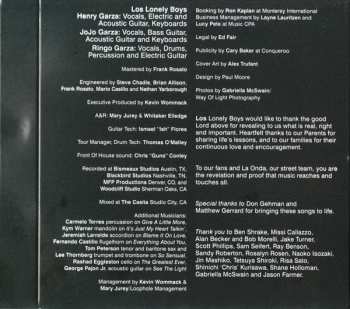 Los Lonely Boys
Henry Garza: Vocals, Electric and
Acoustic Guitar, Keyboards
JoJo Garza: Vocals, Bass Guitar,
Acoustic Guitar and Keyboards
Ringo Garza: Vocals, Drums,
Percussion and Electric Guitar
Mastered by Frank Rosato
Engineered by Steve Chadie, Brian Allison,
Frank Rosato, Mario Castillo and Nathan Yarborough
Executive Produced by Kevin Wommack
A&R: Mary Jurey & Whitaker Elledge
Guitar Tech: Ismael "Ish" Flores
Tour Manager, Drum Tech: Thomas O'Malley
Front Of House sound: Chris "Guns" Conley
Recorded at Bismeaux Studios Austin, TX,
Blackbird Studios Nashville, TN,
MFP Productions Denver, CO, and
Woodcliff Studio Sherman Oaks, CA
Mixed at The Casita Studio City, CA
Additional Musicians:
Carmelo Torres percussion on Give A Little More,
Kym Warner mandolin on It's Just My Heart Talkin',
Jeremiah Lanside accordion on Blame It On Love,
Fernando Castillo flugelhorn on Everything About You,
Tom Peterson tenor and baritone sax and
Lee Thornberg trumpet and trombone on So Sensual,
Rashad Eggleston cello on The Greatest Ever,
George Pajon Jr. acoustic guitar on See The Light
Management by Kevin Wommack &
Mary Jurey-Loophole Management
Booking by Ron Kaplan at Monterey International
Business Management by Layne Lauritzen and
Lucy Pele at Music CPA
Legal by Ed Fair
Publicity by Cary Baker at Conqueroo
Cover Art by Alex Trufant
Design by Paul Moore
Photos by Gabriela McSwain/
Way Of Light Photography
Los Lonely Boys would like to thank the good
Lord above for revealing to us what is real, right
and important. Heartfelt thanks to our Parents for
sharing life's lessons, and to our families for their
continuous love and encouragement.
To our fans and La Onda, our street team, you are
the revelation and proof that music reaches and
touches all.
Special thanks to Don Gehman and
Matthew Gerrard for bringing these songs to life.
Thank you to Ben Shrake, Missi Callazzo,
Alan Becker and Bob Morelli, Jake Turner,
Scott Phillips, Sam Seifert, Ray Benson,
Sandy Roberton, Rosalyn Rosen, Naoko Isozaki,
Jin Mashiko, Tetsuya Shiroki, Risa Sato,
Shinichi 'Chris' Kurisawa, Shane Holloman,
Gabriella McSwain and Jason Farmer.